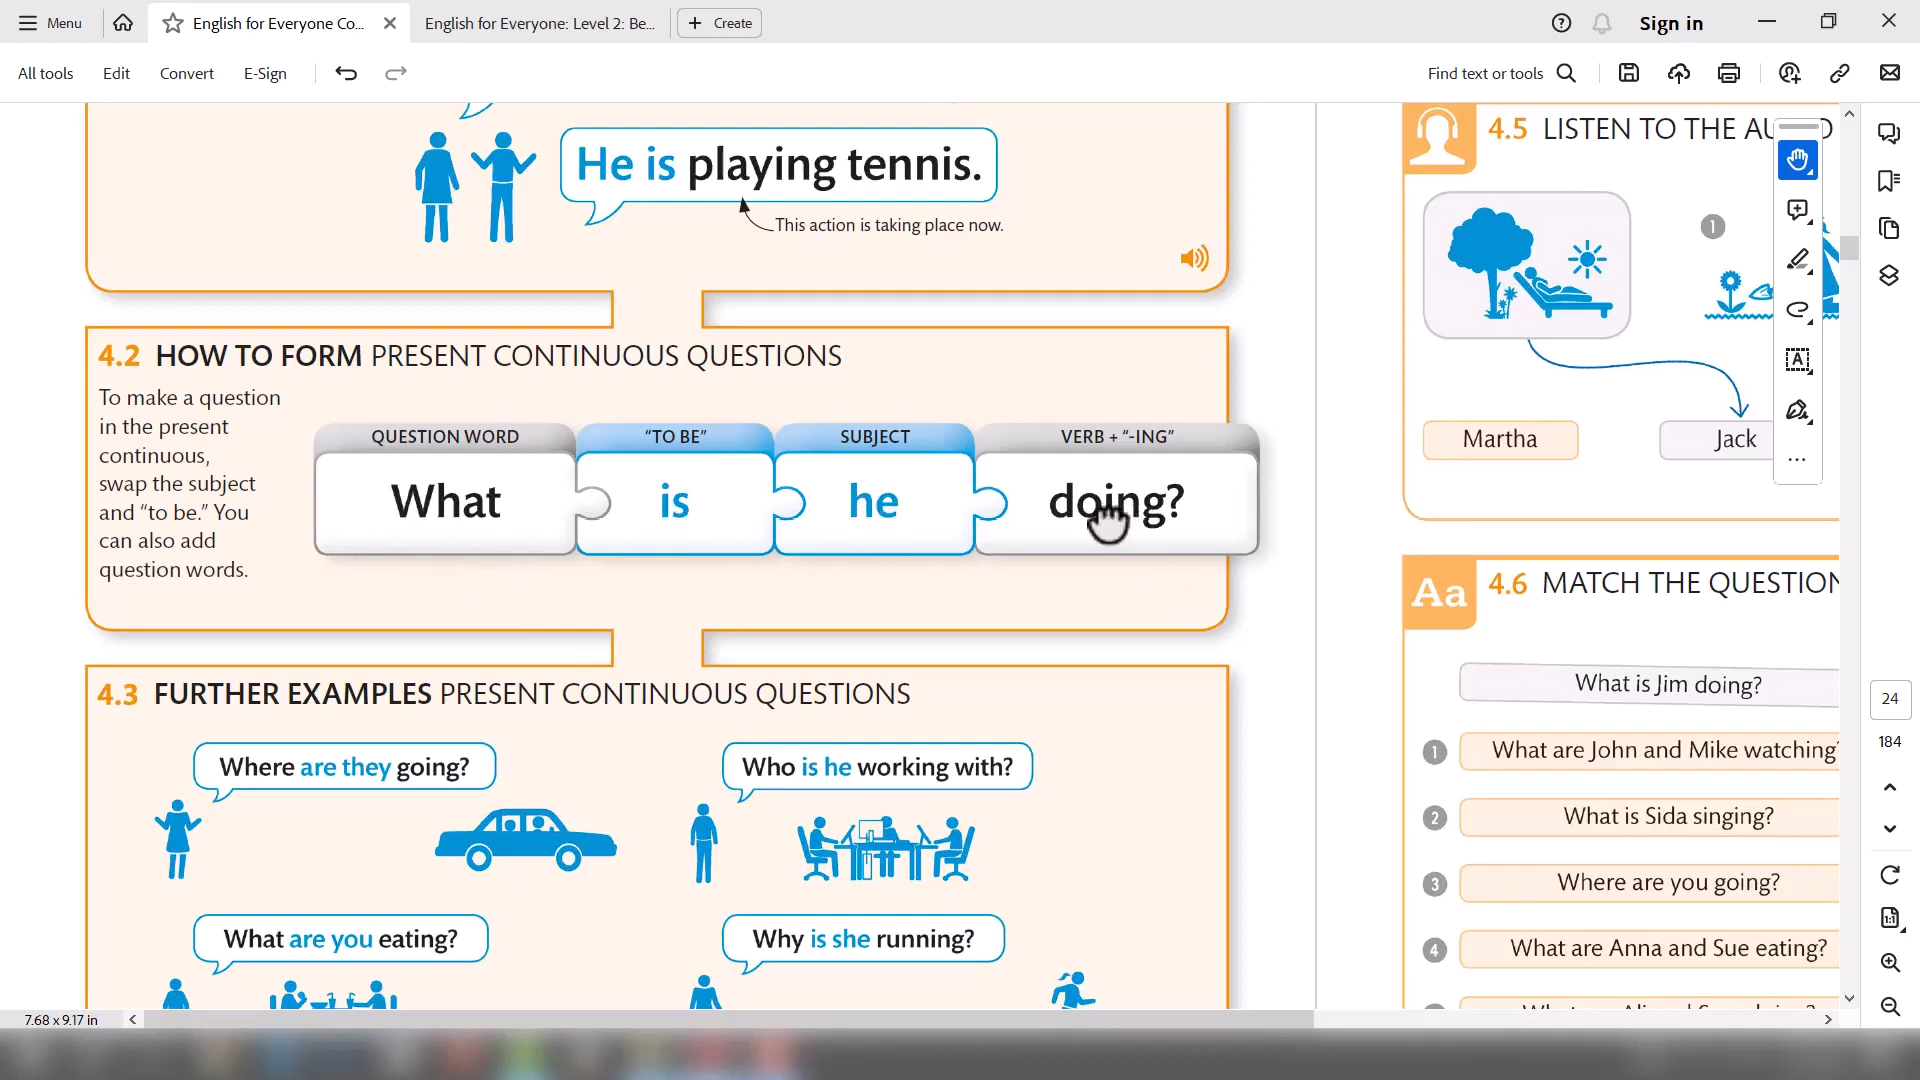 Menu
English for Everyone Co...
English for Everyone: Level 2: Be...
Create
Sign in
All tools
Edit
Convert
E-Sign
Find text or tools
He is playing tennis.
This action is taking place now.
4.2 HOW TO FORM PRESENT CONTINUOUS QUESTIONS
To make a question
in the present
continuous,
swap the subject
and “to be.” You
can also add
question words.
QUESTION WORD
“TO BE”
SUBJECT
VERB + “-ING”
What
is
he
doing?
4.3 FURTHER EXAMPLES PRESENT CONTINUOUS QUESTIONS
Where are they going?
Who is he working with?
What are you eating?
Why is she running?
4.5 LISTEN TO THE AU
1
Martha
Jack
Aa
4.6 MATCH THE QUESTION
What is Jim doing?
1 What are John and Mike watching?
2 What is Sida singing?
3 Where are you going?
4 What are Anna and Sue eating?
24
184
7.68 x 9.17 in